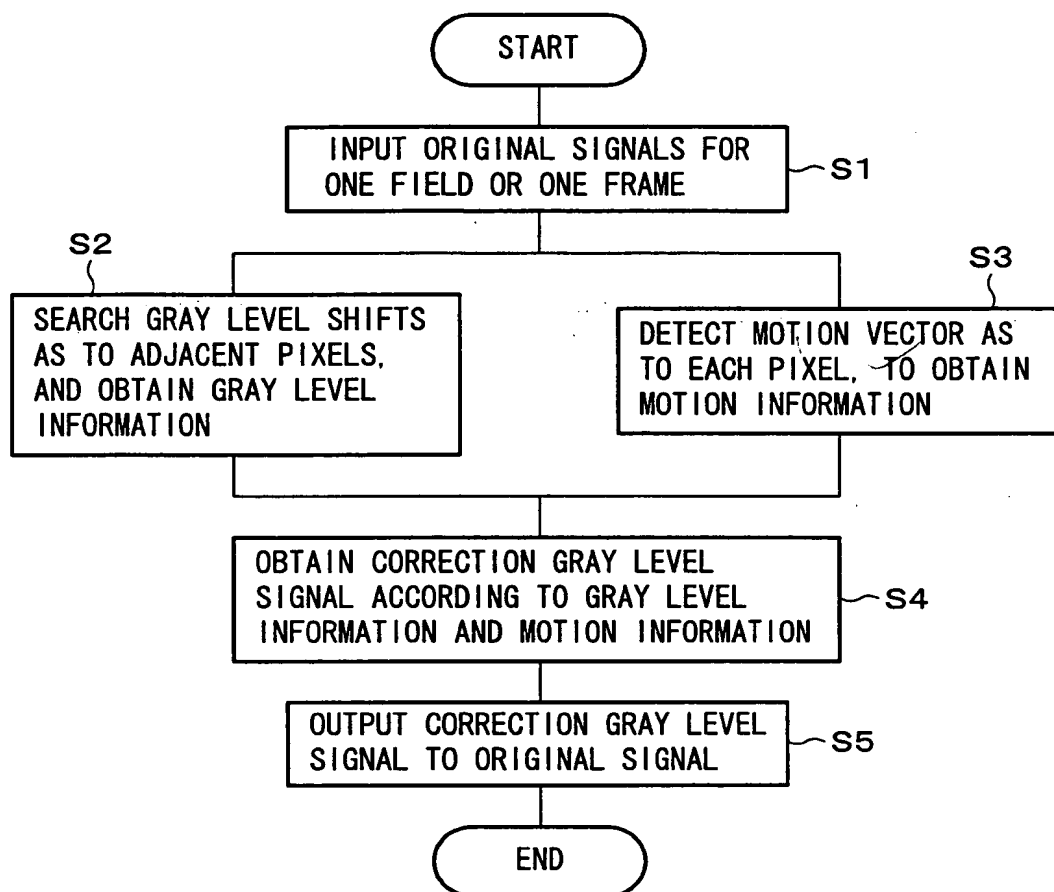 START
INPUT ORIGINAL SIGNALS FOR
ONE FIELD OR ONE FRAME
S1
S2
SEARCH GRAY LEVEL SHIFTS
AS TO ADJACENT PIXELS,
AND OBTAIN GRAY LEVEL
INFORMATION
S3
DETECT MOTION VECTOR AS
TO EACH PIXEL, TO OBTAIN
MOTION INFORMATION
OBTAIN CORRECTION GRAY LEVEL
SIGNAL ACCORDING TO GRAY LEVEL
INFORMATION AND MOTION INFORMATION
S4
OUTPUT CORRECTION GRAY LEVEL
SIGNAL TO ORIGINAL SIGNAL
S5
END